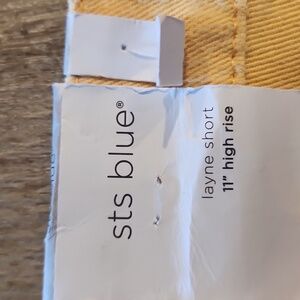 sts blue®
layne short
11" high rise